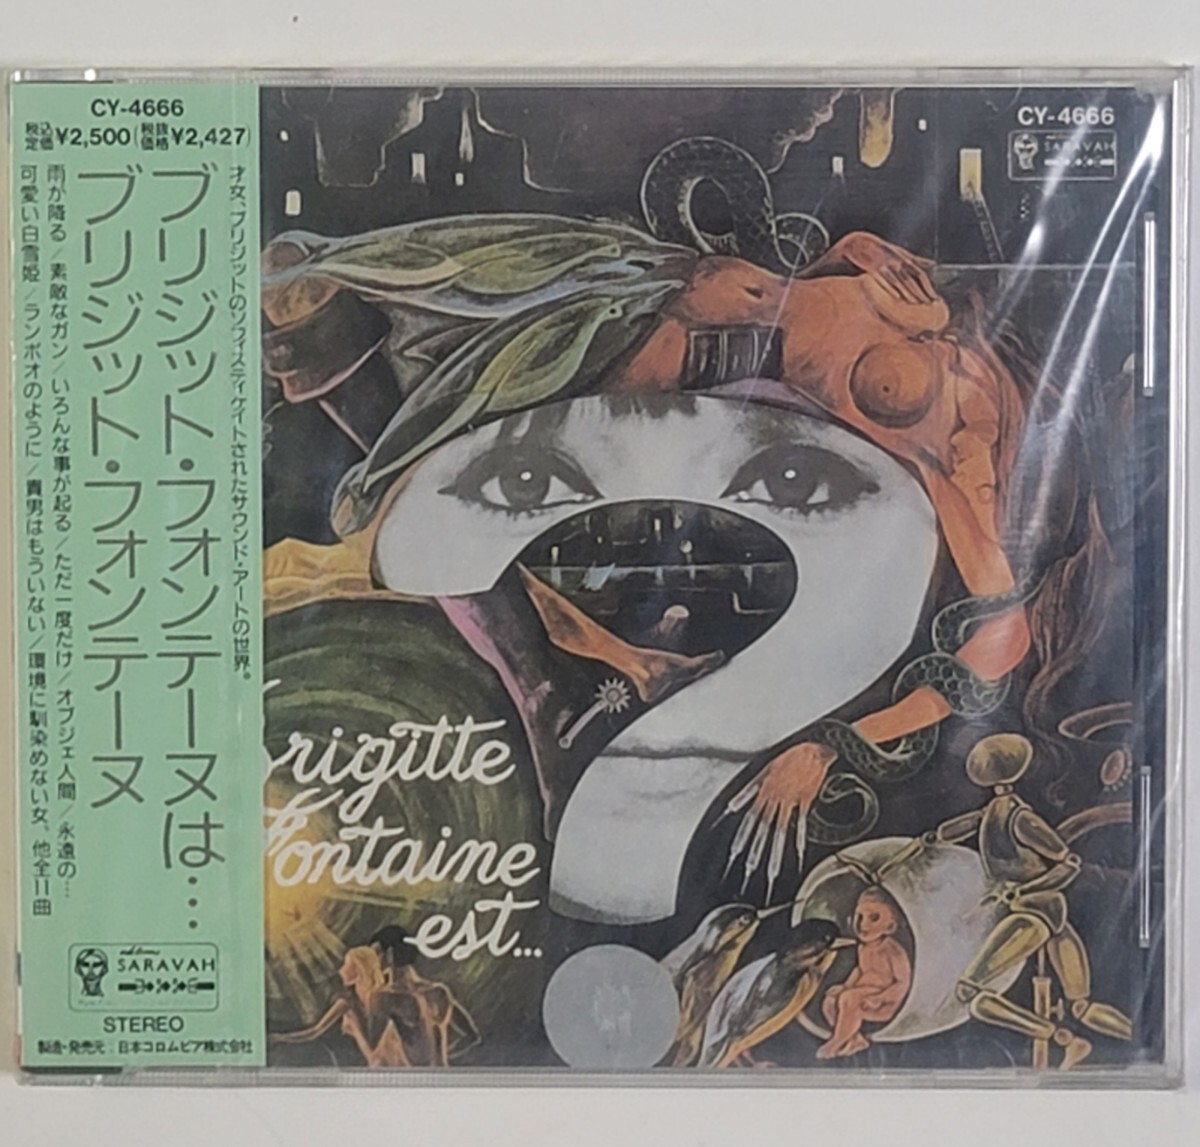 CY-4666
税込定価 ¥2,500 (税抜価格 ¥2,427)
才女、ブリジットのソフィスティケイトされたサウンド・アートの世界。
ブリジット・フォンテーヌは…
ブリジット・フォンテーヌ
雨が降る／素敵なガン／いろんな事が起る／ただ一度だけ／オブジェ人間／永遠の…
可愛い白雪姫／ランボオのように／貴男はもういない／環境に馴染めない女、他全11曲
SARAVAH
STEREO
製造・発売元：日本コロムビア株式会社
CY-4666
SARAVAH
Brigitte
Fontaine
est...